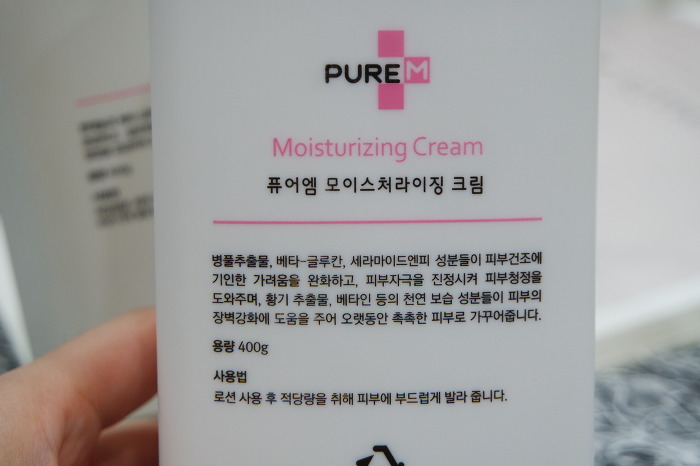 PURE M
Moisturizing Cream
퓨어엠 모이스처라이징 크림
병풀추출물, 베타-글루칸, 세라마이드엔피 성분들이 피부건조에
기인한 가려움을 완화하고, 피부자극을 진정시켜 피부청정을
도와주며, 황기 추출물, 베타인 등의 천연 보습 성분들이 피부의
장벽강화에 도움을 주어 오랫동안 촉촉한 피부로 가꾸어줍니다.
용량 400g
사용법
로션 사용 후 적당량을 취해 피부에 부드럽게 발라 줍니다.